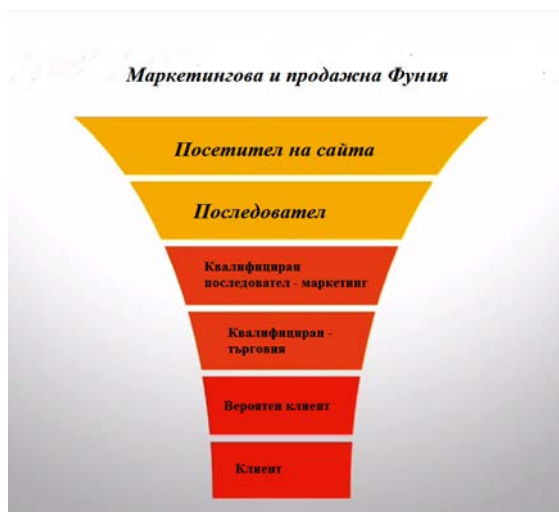 Маркетингова и продажна Фуния
Посетител на сайта
Последовател
Квалифициран
последовател - маркетинг
Квалифициран -
търговия
Вероятен клиент
Клиент